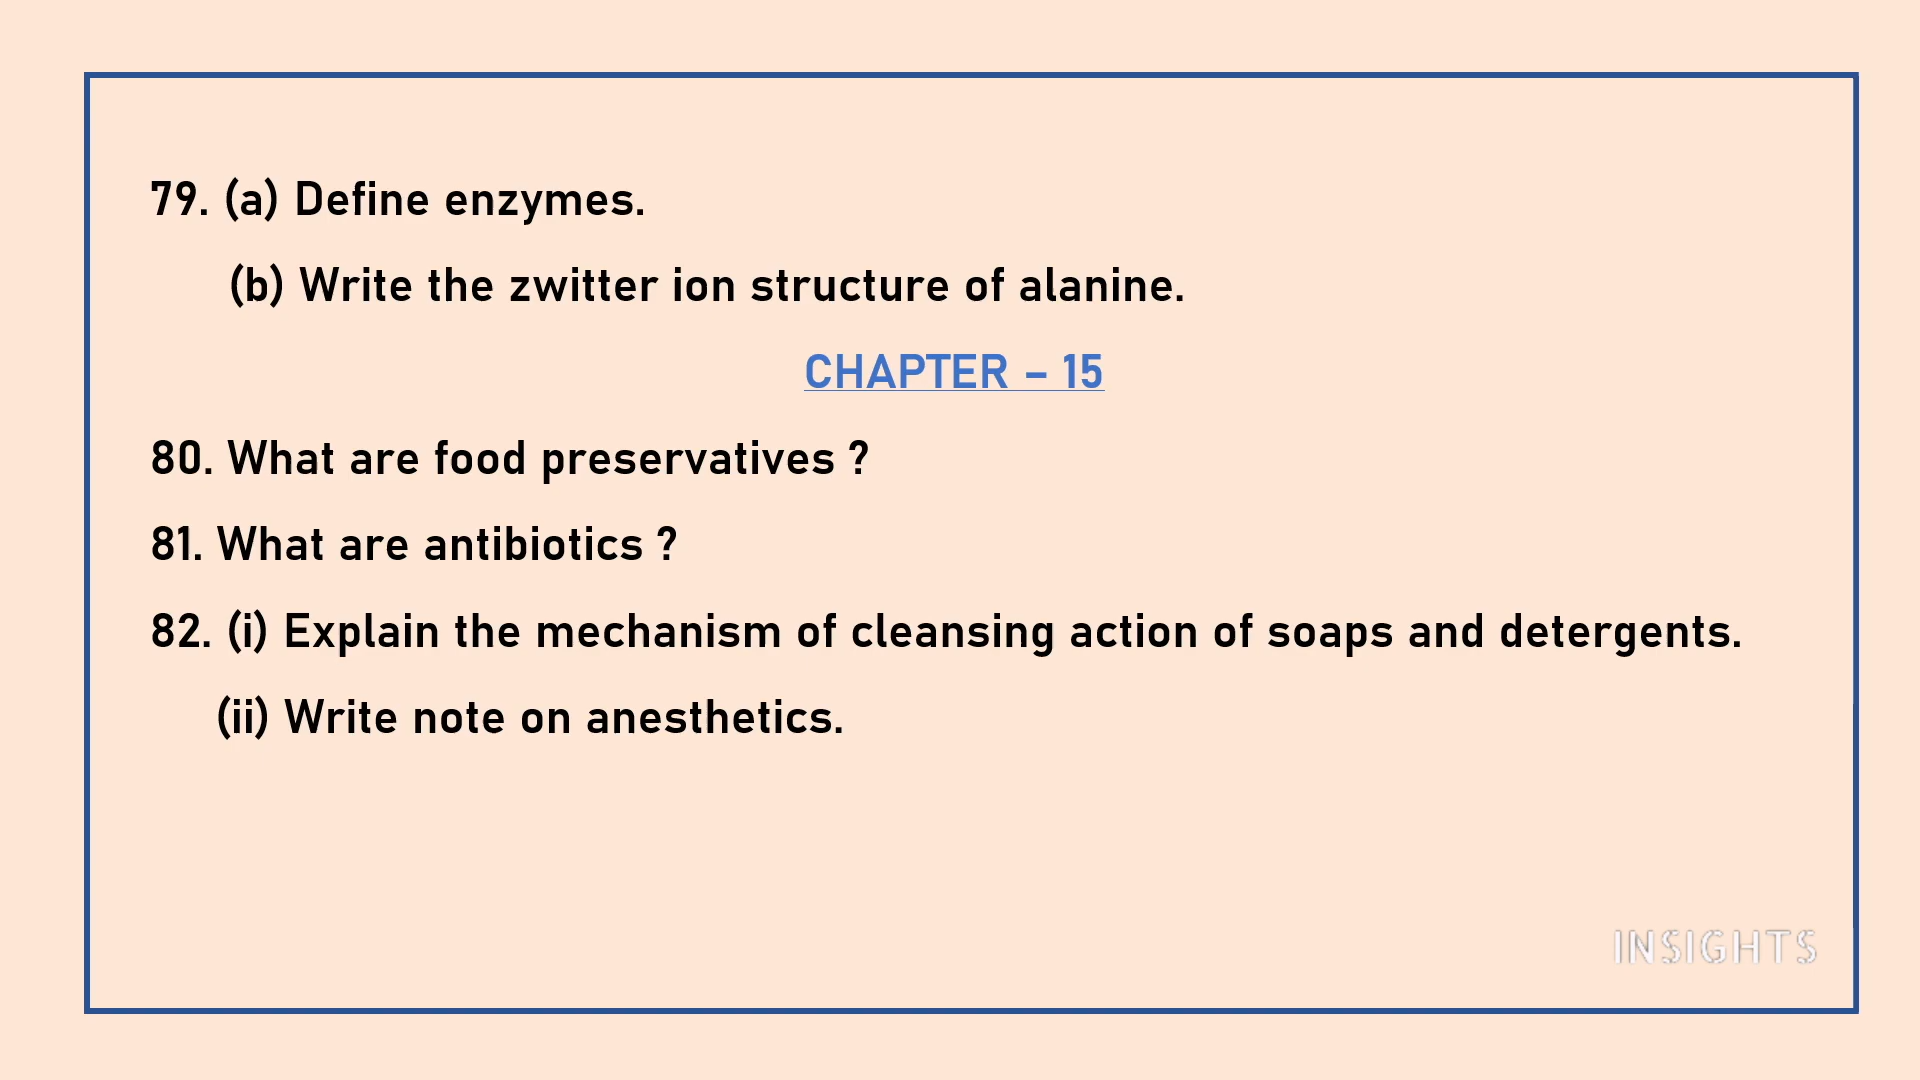 79. (a) Define enzymes.
(b) Write the zwitter ion structure of alanine.
CHAPTER – 15
80. What are food preservatives ?
81. What are antibiotics ?
82. (i) Explain the mechanism of cleansing action of soaps and detergents.
(ii) Write note on anesthetics.
INSIGHTS